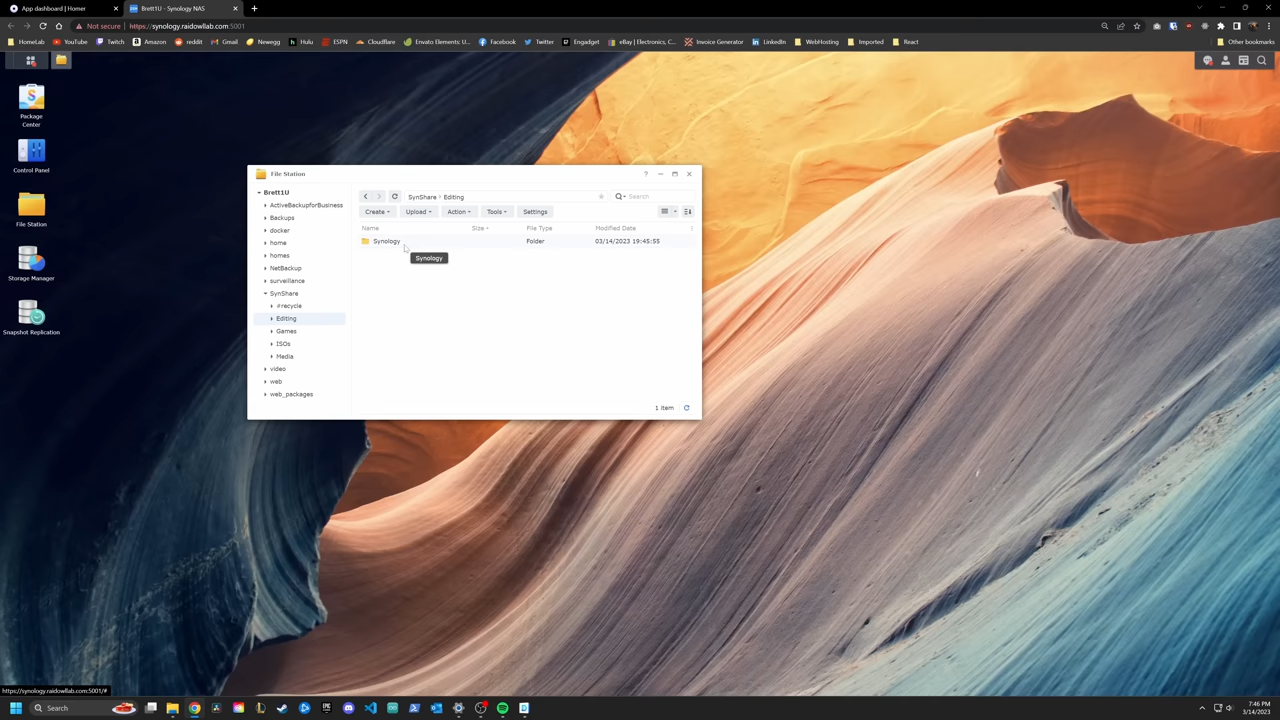 App dashboard | Homer
Brett1U - Synology NAS
Not secure
https://synology.raidowllab.com:5001
HomeLab
YouTube
Twitch
Amazon
reddit
Gmail
Newegg
Hulu
ESPN
Cloudflare
Envato Elements: U...
Facebook
Twitter
Engadget
eBay | Electronics, C...
Invoice Generator
LinkedIn
WebHosting
Imported
React
Other bookmarks
Package
Center
Control Panel
File Station
Storage Manager
Snapshot Replication
File Station
Brett1U
ActiveBackupforBusiness
Backups
docker
home
homes
NetBackup
surveillance
SynShare
#recycle
Editing
Games
ISOs
Media
video
web
web_packages
SynShare › Editing
Search
Create
Upload
Action
Tools
Settings
Name
Size
File Type
Modified Date
Synology
Folder
03/14/2023 19:45:55
Synology
1 item
https://synology.raidowllab.com:5001/#
Search
7:46 PM
3/14/2023